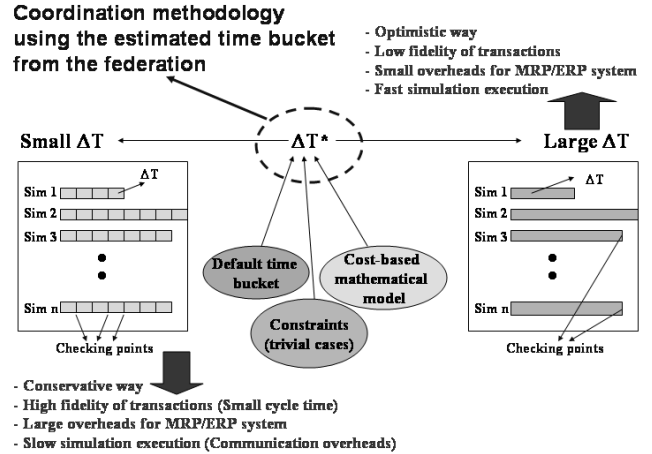 Coordination methodology
using the estimated time bucket
from the federation
- Optimistic way
- Low fidelity of transactions
- Small overheads for MRP/ERP system
- Fast simulation execution
Small ΔT
ΔT*
Large ΔT
Sim 1
ΔT
Sim 2
Sim 3
Sim n
Checking points
Default time
bucket
Cost-based
mathematical
model
Constraints
(trivial cases)
Sim 1
ΔT
Sim 2
Sim 3
Sim n
Checking points
- Conservative way
- High fidelity of transactions (Small cycle time)
- Large overheads for MRP/ERP system
- Slow simulation execution (Communication overheads)